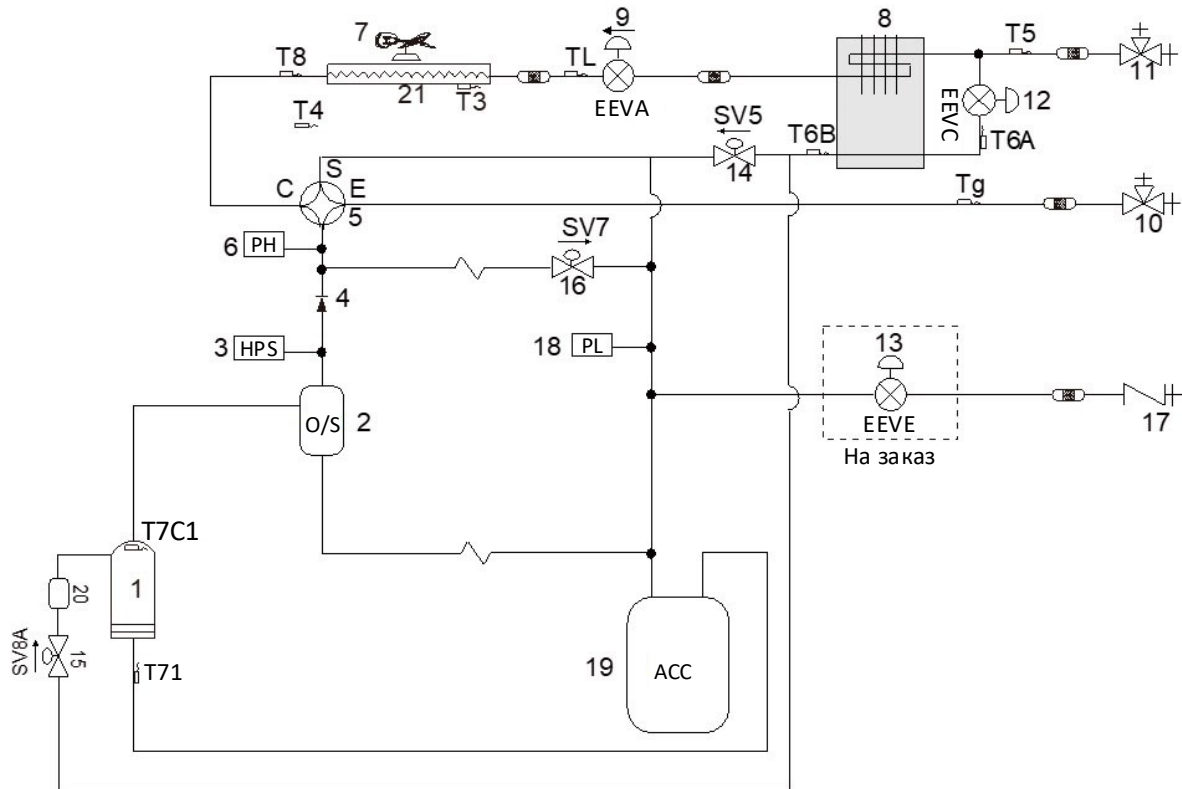 7
9
8
T8
TL
T5
21
T3
EEVA
11
EEVC
12
T4
SV5
T6B
T6A
S
14
C
E
5
Tg
10
6
PH
SV7
16
4
3
HPS
18
PL
13
O/S
2
EEVE
17
На заказ
T7C1
1
20
SV8A
15
T71
19
ACC